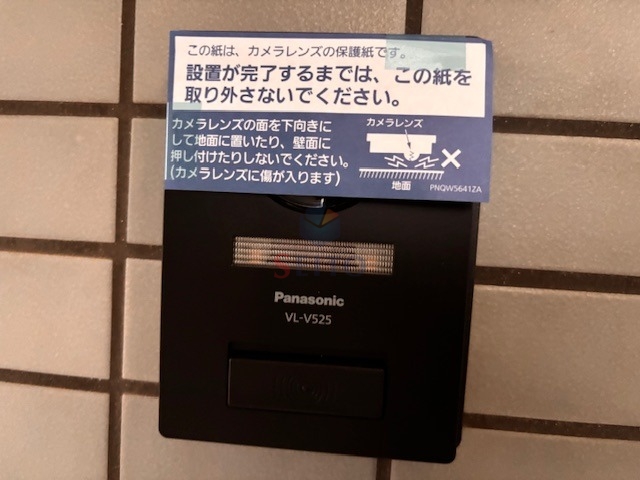 この紙は、カメラレンズの保護紙です。
設置が完了するまでは、この紙を
取り外さないでください。
カメラレンズの面を下向きに
して地面に置いたり、壁面に
押し付けたりしないでください。
(カメラレンズに傷が入ります)
カメラレンズ
地面
PNQW5641ZA
Panasonic
VL-V525